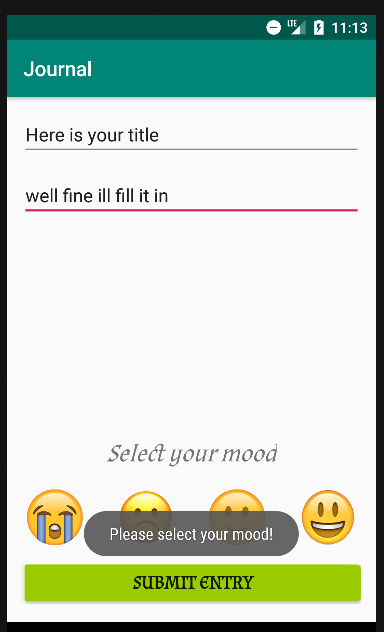 LTE 11:13
Journal
Here is your title
well fine ill fill it in
Select your mood
Please select your mood!
SUBMIT ENTRY